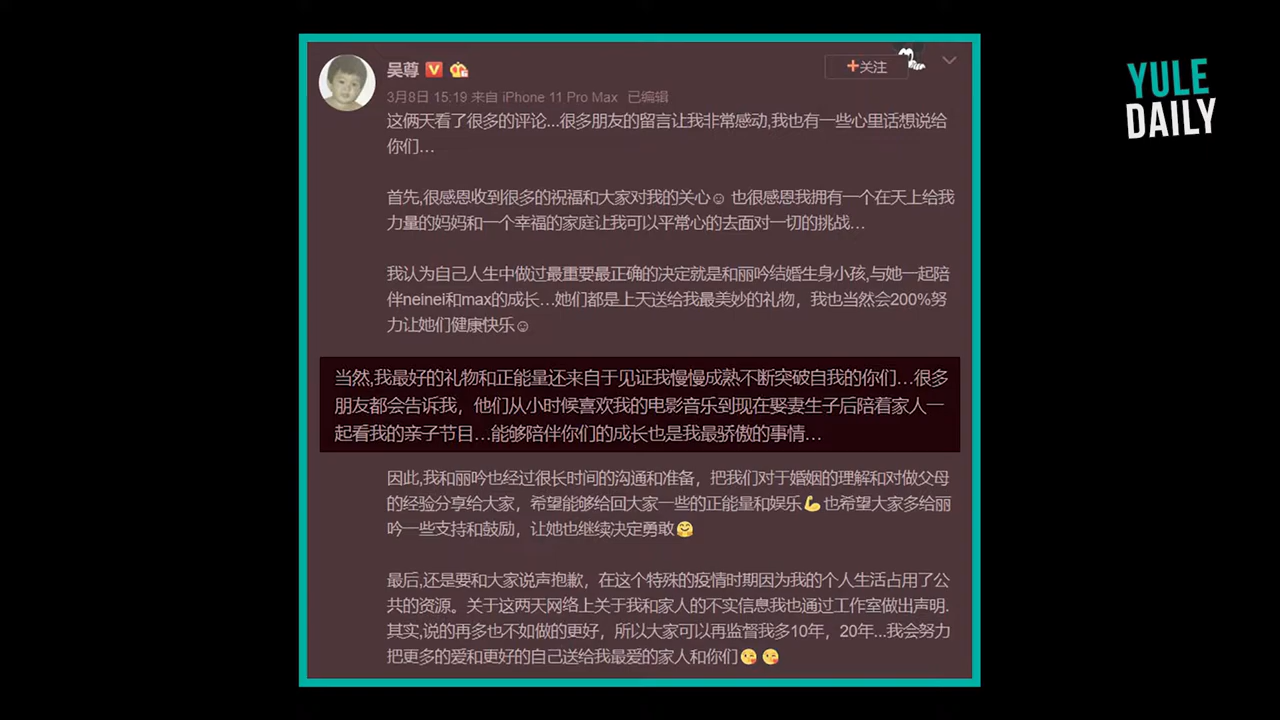 YULE
DAILY
吴尊
+关注
3月8日 15:19 来自 iPhone 11 Pro Max 已编辑
这俩天看了很多的评论...很多朋友的留言让我非常感动,我也有一些心里话想说给
你们...
首先,很感恩收到很多的祝福和大家对我的关心☺ 也很感恩我拥有一个在天上给我
力量的妈妈和一个幸福的家庭让我可以平常心的去面对一切的挑战...
我认为自己人生中做过最重要最正确的决定就是和丽吟结婚生身小孩,与她一起陪
伴neinei和max的成长...她们都是上天送给我最美妙的礼物，我也当然会200%努
力让她们健康快乐☺
当然,我最好的礼物和正能量还来自于见证我慢慢成熟不断突破自我的你们...很多
朋友都会告诉我，他们从小时候喜欢我的电影音乐到现在娶妻生子后陪着家人一
起看我的亲子节目...能够陪伴你们的成长也是我最骄傲的事情...
因此,我和丽吟也经过很长时间的沟通和准备，把我们对于婚姻的理解和对做父母
的经验分享给大家，希望能够给回大家一些的正能量和娱乐💪也希望大家多给丽
吟一些支持和鼓励，让她也继续决定勇敢🤗
最后,还是要和大家说声抱歉，在这个特殊的疫情时期因为我的个人生活占用了公
共的资源。关于这两天网络上关于我和家人的不实信息我也通过工作室做出声明.
其实,说的再多也不如做的更好，所以大家可以再监督我多10年，20年...我会努力
把更多的爱和更好的自己送给我最爱的家人和你们😘 😘